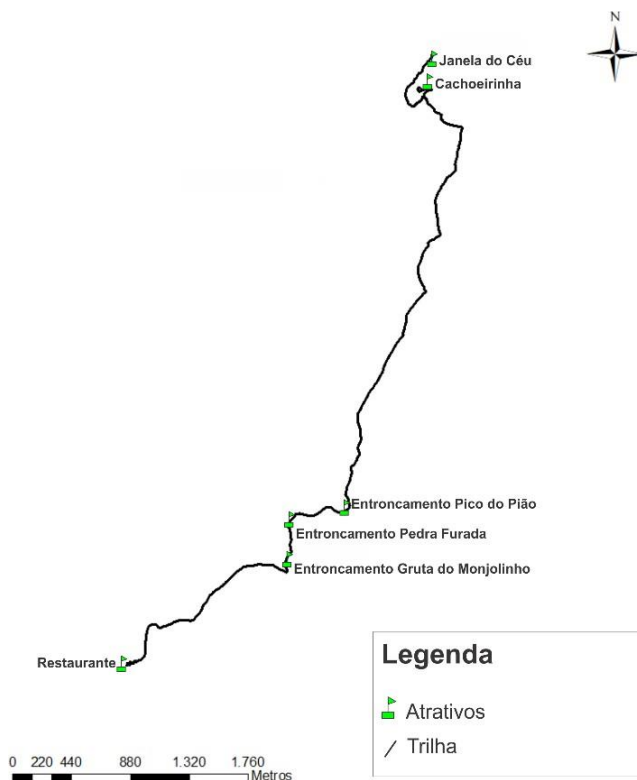 N
Janela do Céu
Cachoeirinha
Entroncamento Pico do Pião
Entroncamento Pedra Furada
Entroncamento Gruta do Monjolinho
Restaurante
Legenda
Atrativos
Trilha
0 220 440 880 1.320 1.760
Metros